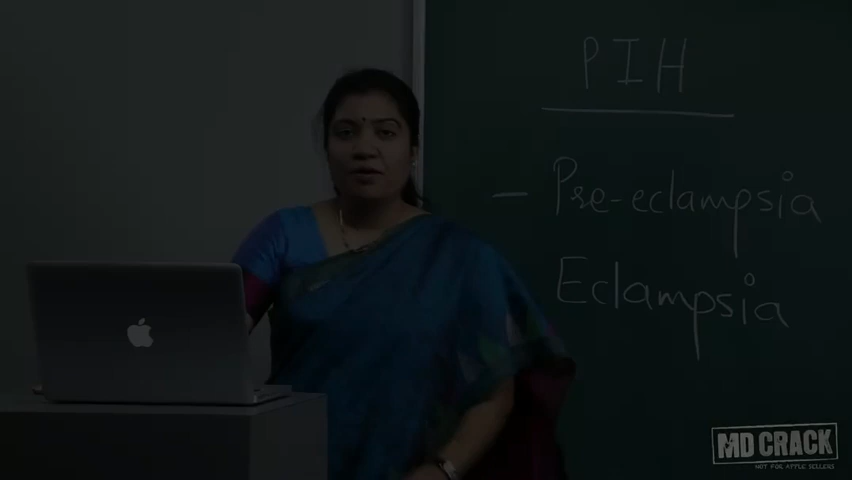 PIH
- Pre-eclampsia
Eclampsia
MD CRACK
NOT FOR APPLE SELLERS